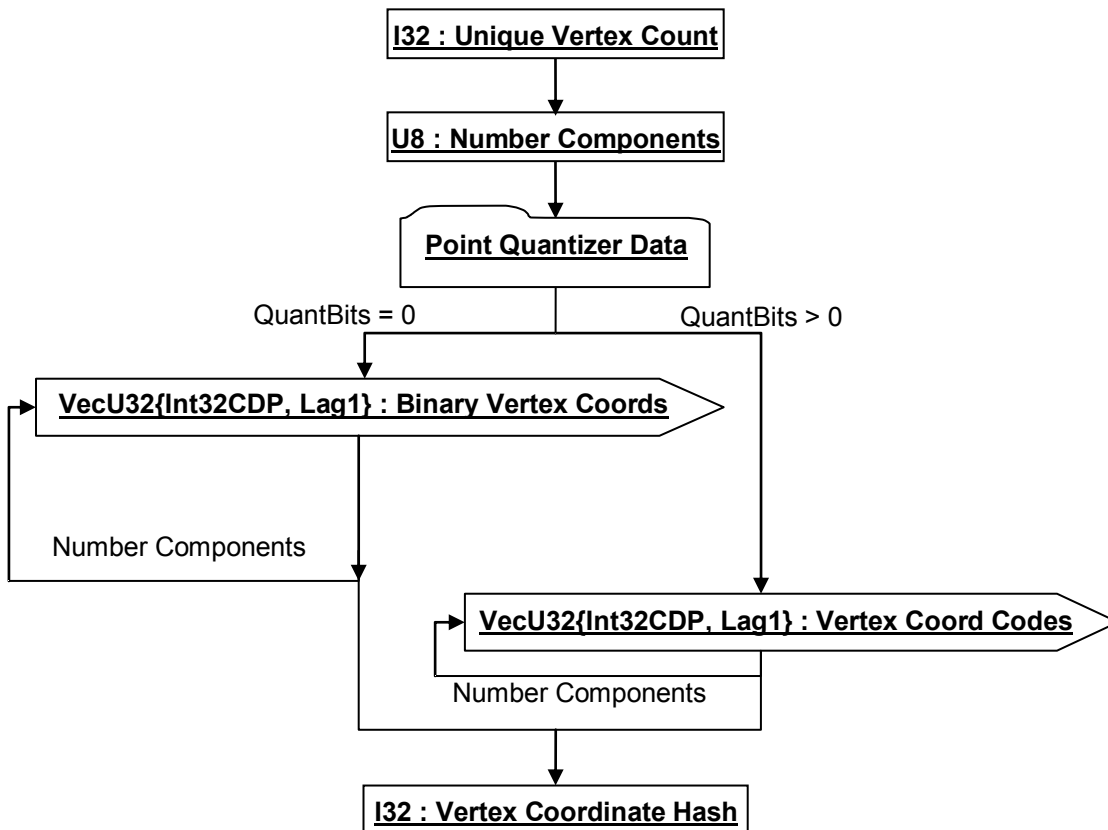 I32 : Unique Vertex Count
U8 : Number Components
Point Quantizer Data
QuantBits = 0
QuantBits > 0
VecU32{Int32CDP, Lag1} : Binary Vertex Coords
Number Components
VecU32{Int32CDP, Lag1} : Vertex Coord Codes
Number Components
I32 : Vertex Coordinate Hash